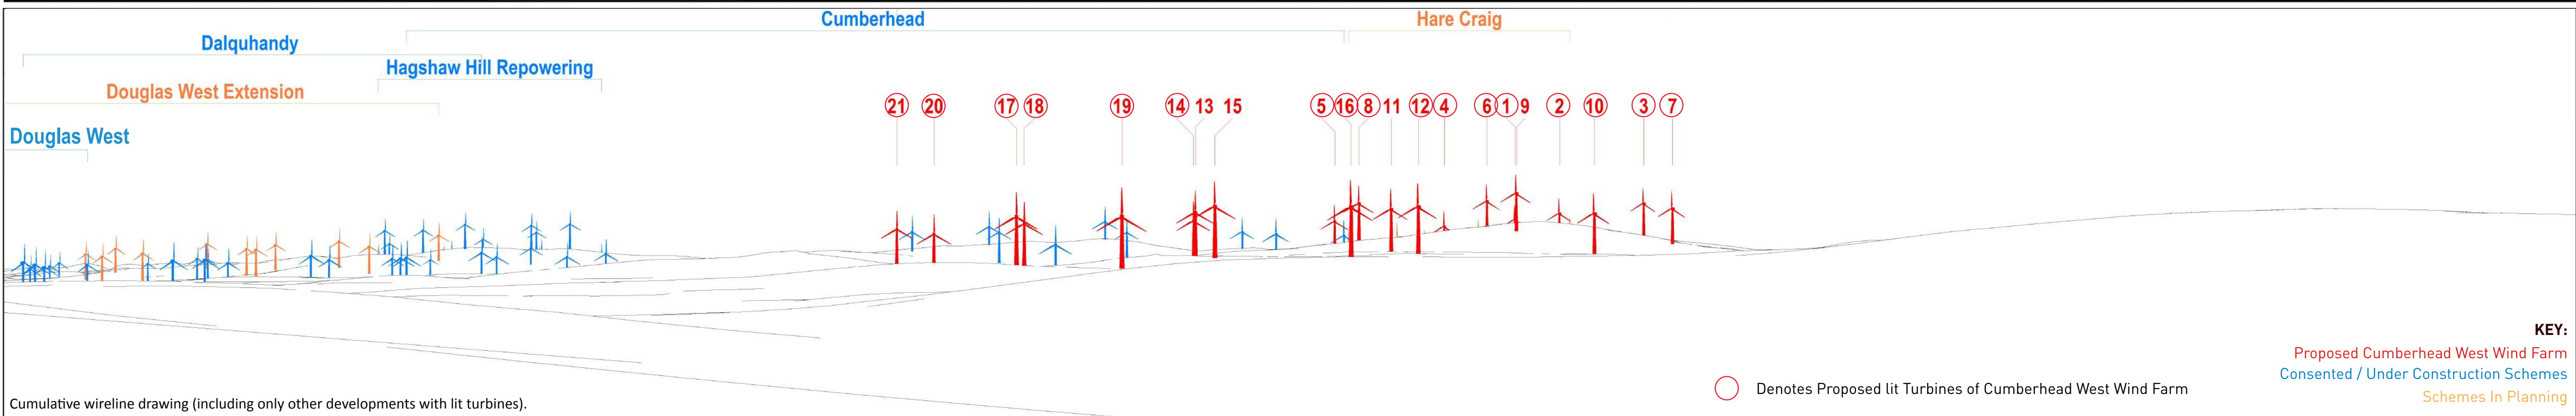 Cumberhead
Hare Craig
Dalquhandy
Hagshaw Hill Repowering
Douglas West Extension
21 20 17 18 19 14 13 15 5 16 8 11 12 4 6 1 9 2 10 3 7
Douglas West
KEY:
Proposed Cumberhead West Wind Farm
Consented / Under Construction Schemes
Schemes In Planning
Denotes Proposed lit Turbines of Cumberhead West Wind Farm
Cumulative wireline drawing (including only other developments with lit turbines).